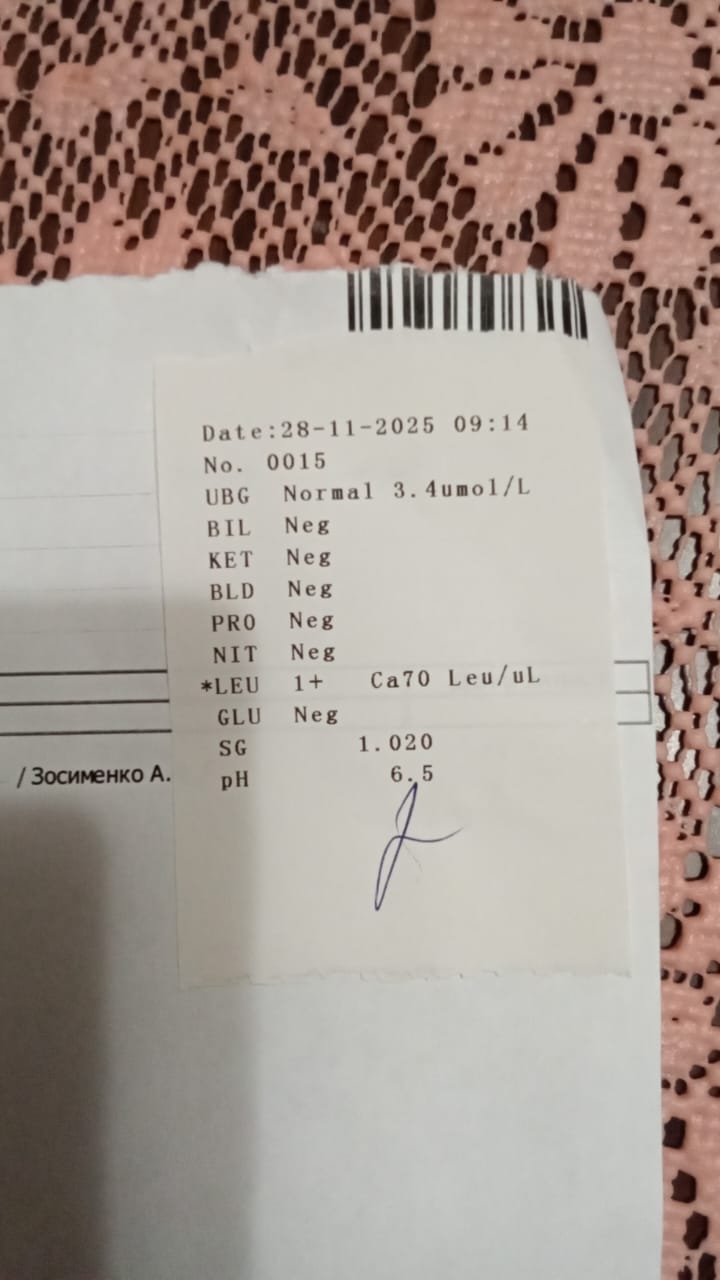 Date:28-11-2025 09:14
No. 0015
UBG Normal 3.4umol/L
BIL Neg
KET Neg
BLD Neg
PRO Neg
NIT Neg
*LEU 1+ Ca70 Leu/uL
GLU Neg
SG 1.020
/ Зосименко А.
pH 6.5